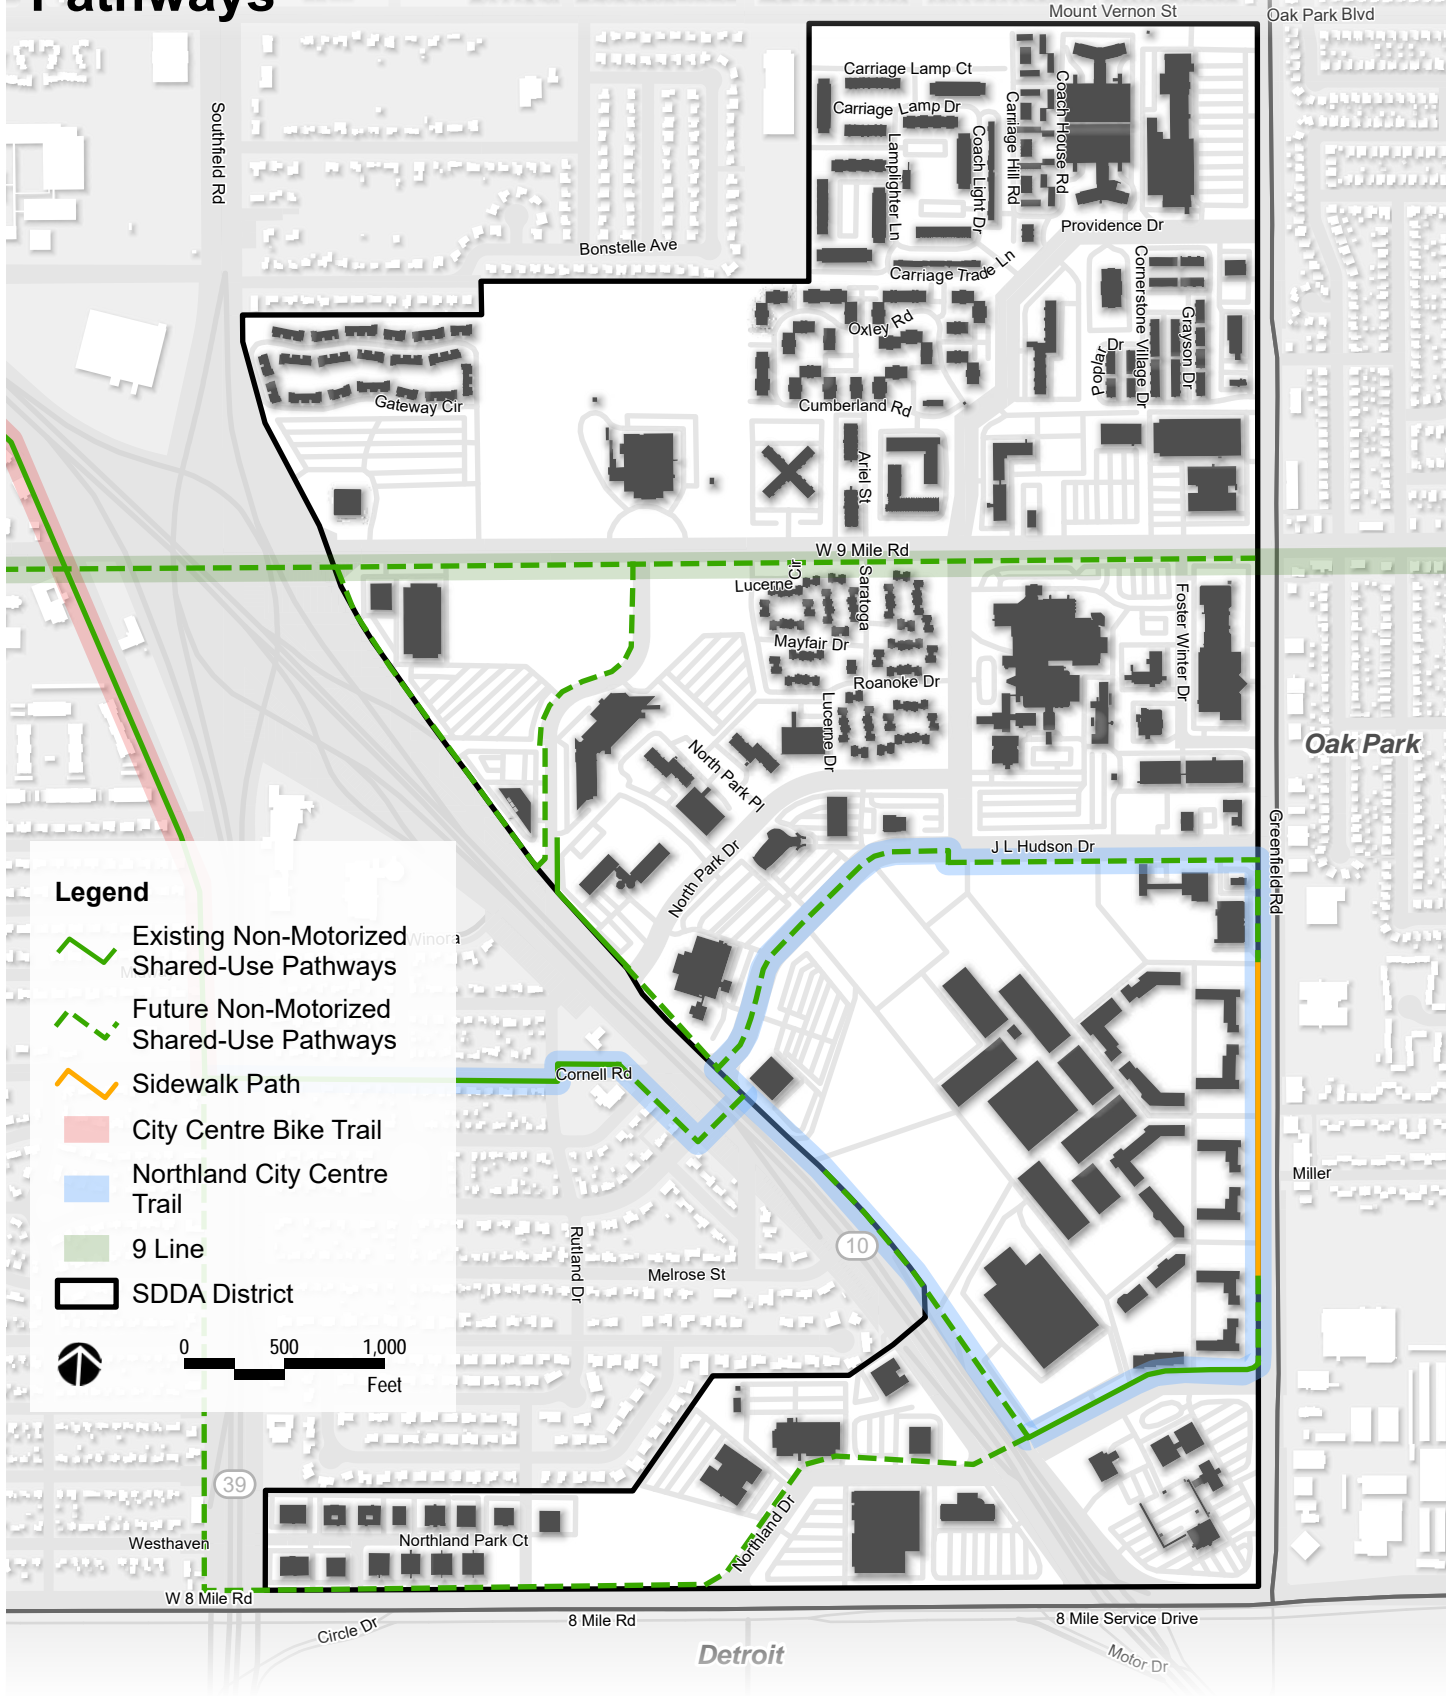 Pathways
Mount Vernon St
Oak Park Blvd
Carriage Lamp Ct
Carriage Lamp Dr
Southfield Rd
Lamplighter Ln
Coach Light Dr
Carriage Hill Rd
Coach House Rd
Providence Dr
Bonstelle Ave
Carriage Trade Ln
Cornerstone Village Dr
Grayson Dr
Oxley Rd
Poplar Dr
Gateway Cir
Cumberland Rd
Ariel St
W 9 Mile Rd
Lucerne Cir
Saratoga
Foster Winter Dr
Mayfair Dr
Roanoke Dr
Lucerne Dr
Oak Park
North Park Pl
North Park Dr
J L Hudson Dr
Greenfield Rd
Legend
Existing Non-Motorized
Shared-Use Pathways
Winora
Future Non-Motorized
Shared-Use Pathways
Sidewalk Path
City Centre Bike Trail
Northland City Centre
Trail
9 Line
SDDA District
0 500 1,000
Feet
Cornell Rd
Miller
Rutland Dr
10
Melrose St
39
Westhaven
Northland Park Ct
Northland Dr
W 8 Mile Rd
8 Mile Rd
8 Mile Service Drive
Circle Dr
Detroit
Motor Dr